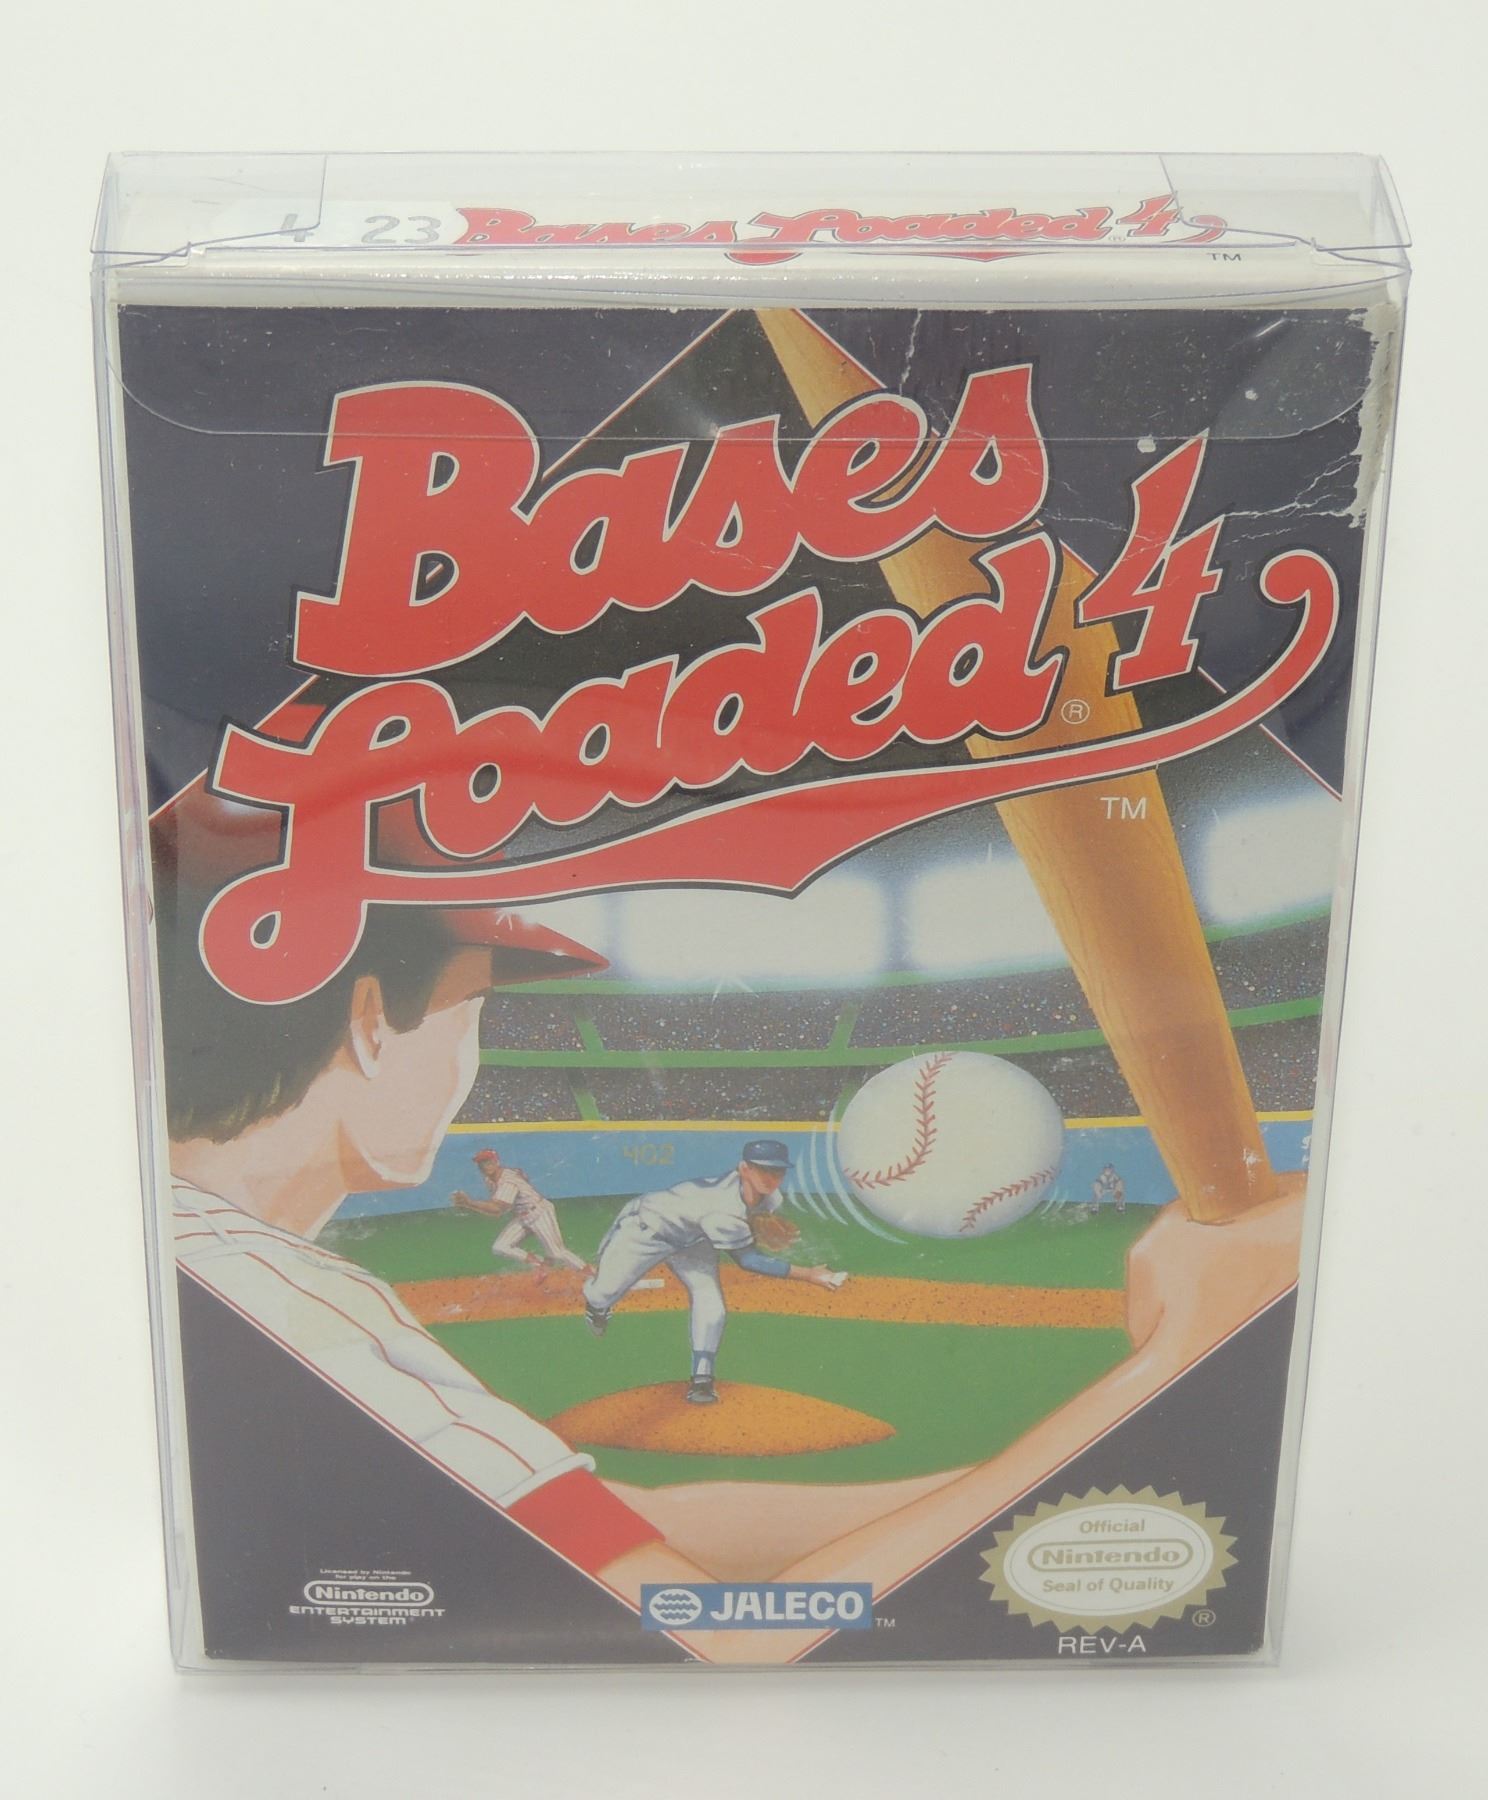 4 23
Bases Loaded 4
TM
Bases
Loaded 4
®
TM
402
Licensed by Nintendo
for play on the
Nintendo
ENTERTAINMENT
SYSTEM
JALECO
TM
Official
Nintendo
Seal of Quality
®
REV-A